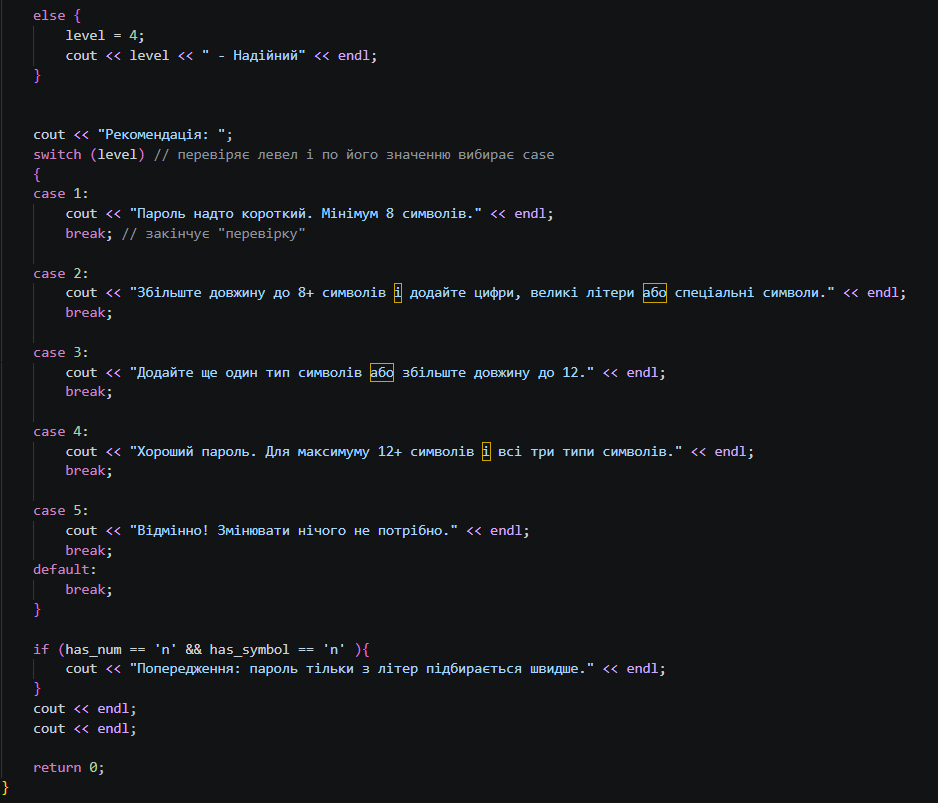 else {
level = 4;
cout << level << " - Надійний" << endl;
}
cout << "Рекомендація: ";
switch (level) // перевіряє левел і по його значенню вибирає case
{
case 1:
cout << "Пароль надто короткий. Мінімум 8 символів." << endl;
break; // закінчує "перевірку"
case 2:
cout << "Збільште довжину до 8+ символів і додайте цифри, великі літери або спеціальні символи." << endl;
break;
case 3:
cout << "Додайте ще один тип символів або збільште довжину до 12." << endl;
break;
case 4:
cout << "Хороший пароль. Для максимуму 12+ символів і всі три типи символів." << endl;
break;
case 5:
cout << "Відмінно! Змінювати нічого не потрібно." << endl;
break;
default:
break;
}
if (has_num == 'n' && has_symbol == 'n' ){
cout << "Попередження: пароль тільки з літер підбирається швидше." << endl;
}
cout << endl;
cout << endl;
return 0;
}